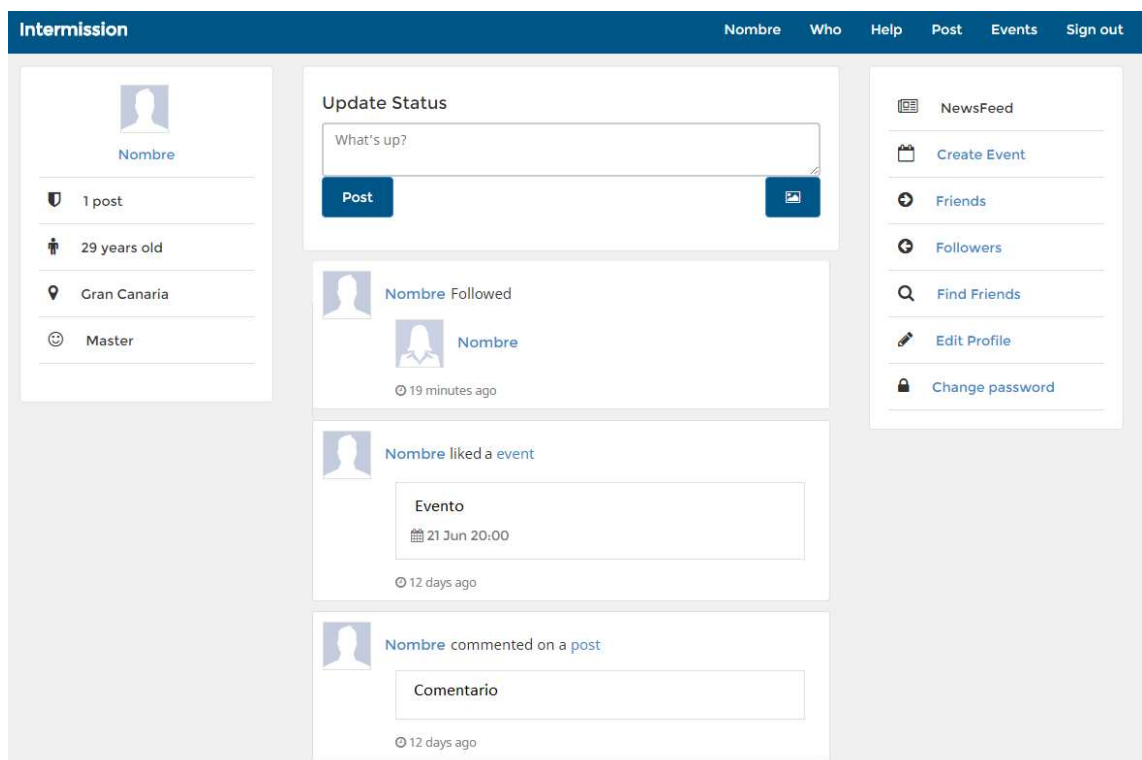 Intermission
Nombre Who Help Post Events Sign out
Nombre
1 post
29 years old
Gran Canaria
Master
Update Status
What's up?
Post
Nombre Followed
Nombre
19 minutes ago
Nombre liked a event
Evento
21 Jun 20:00
12 days ago
Nombre commented on a post
Comentario
12 days ago
NewsFeed
Create Event
Friends
Followers
Find Friends
Edit Profile
Change password